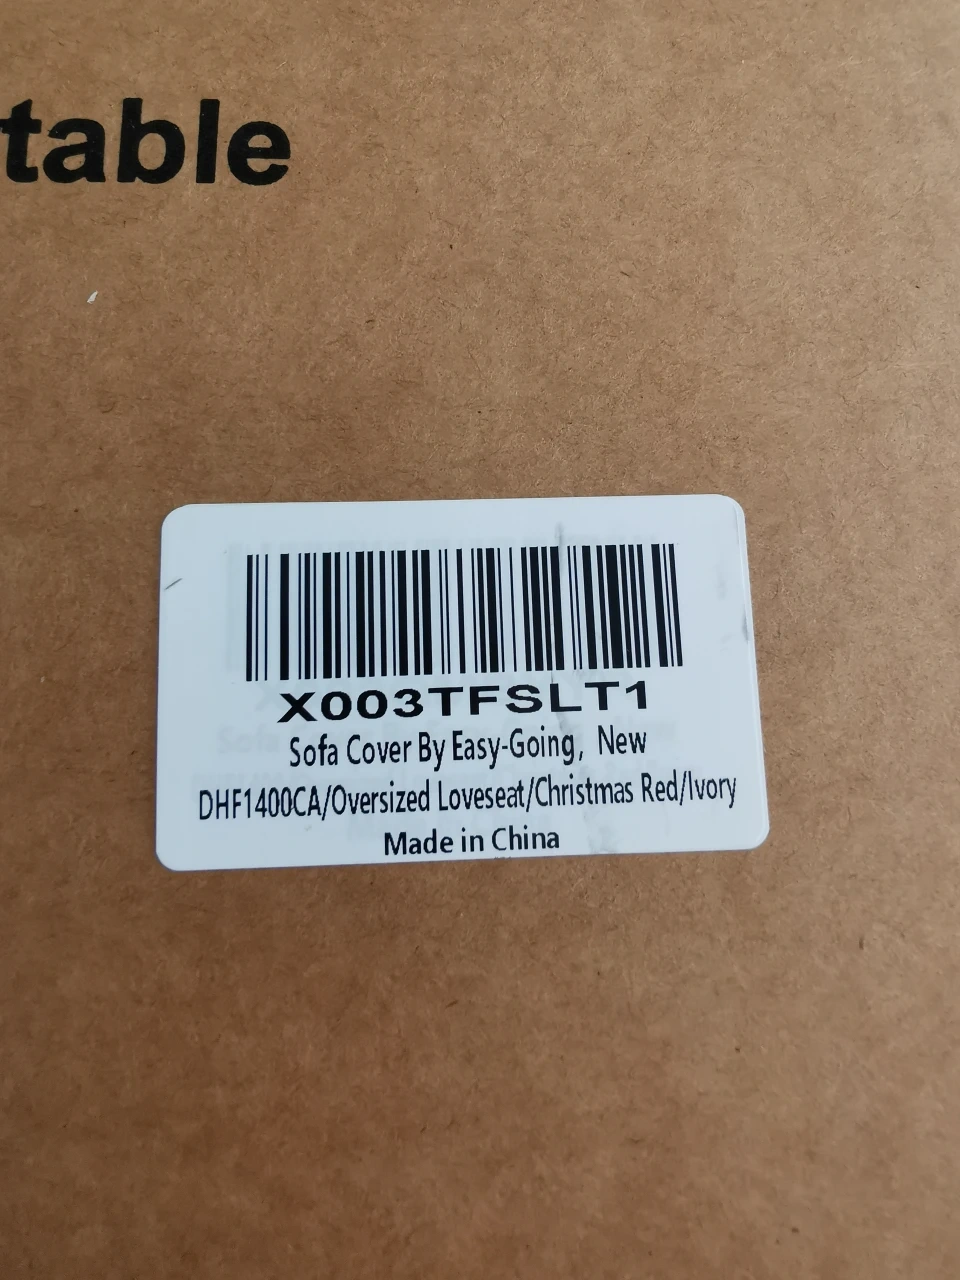 table
X003TFSLT1
Sofa Cover By Easy-Going, New
DHF1400CA/Oversized Loveseat/Christmas Red/Ivory
Made in China